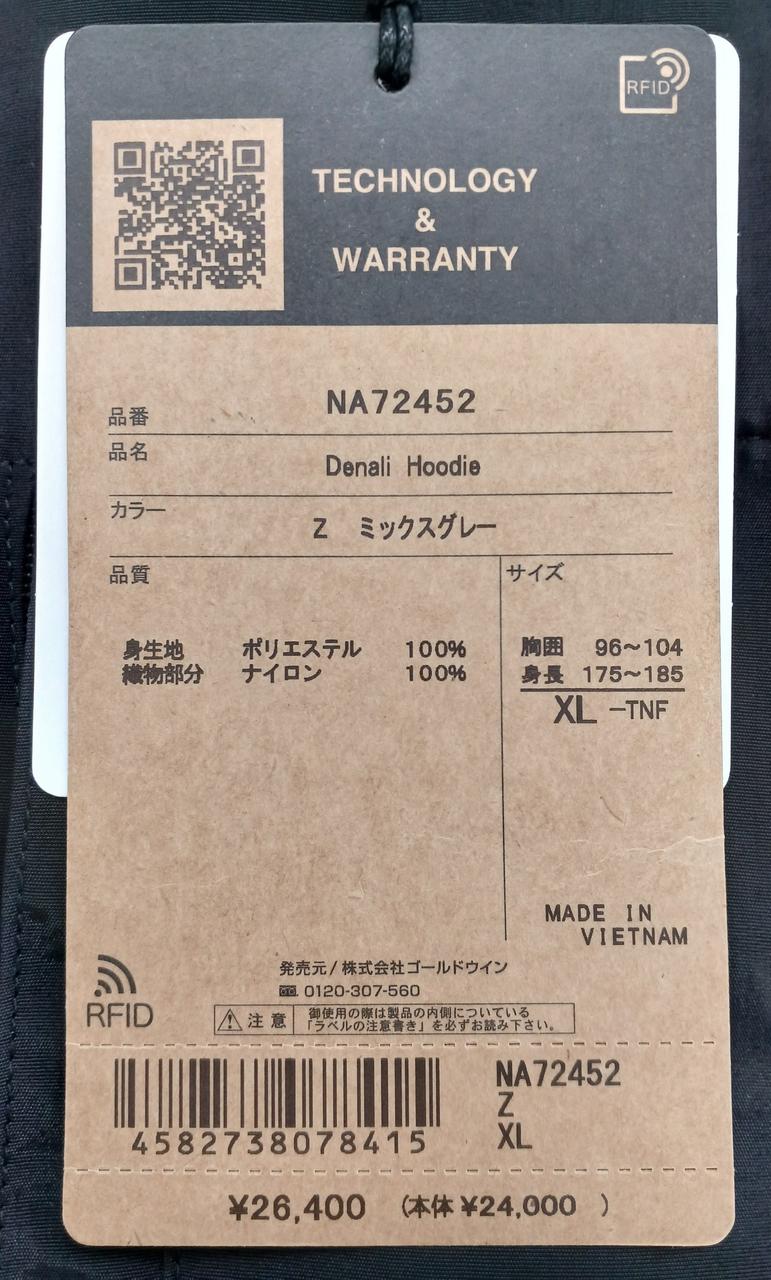 RFID
TECHNOLOGY
&
WARRANTY
品番 NA72452
品名 Denali Hoodie
カラー Z ミックスグレー
品質
身生地 ポリエステル 100%
織物部分 ナイロン 100%
サイズ
胸囲 96~104
身長 175~185
XL -TNF
MADE IN
VIETNAM
RFID
発売元/株式会社ゴールドウイン
0120-307-560
注意
御使用の際は製品の内側についている
「ラベルの注意書き」を必ずお読み下さい。
4582738078415
NA72452
Z
XL
¥26,400 (本体 ¥24,000 )